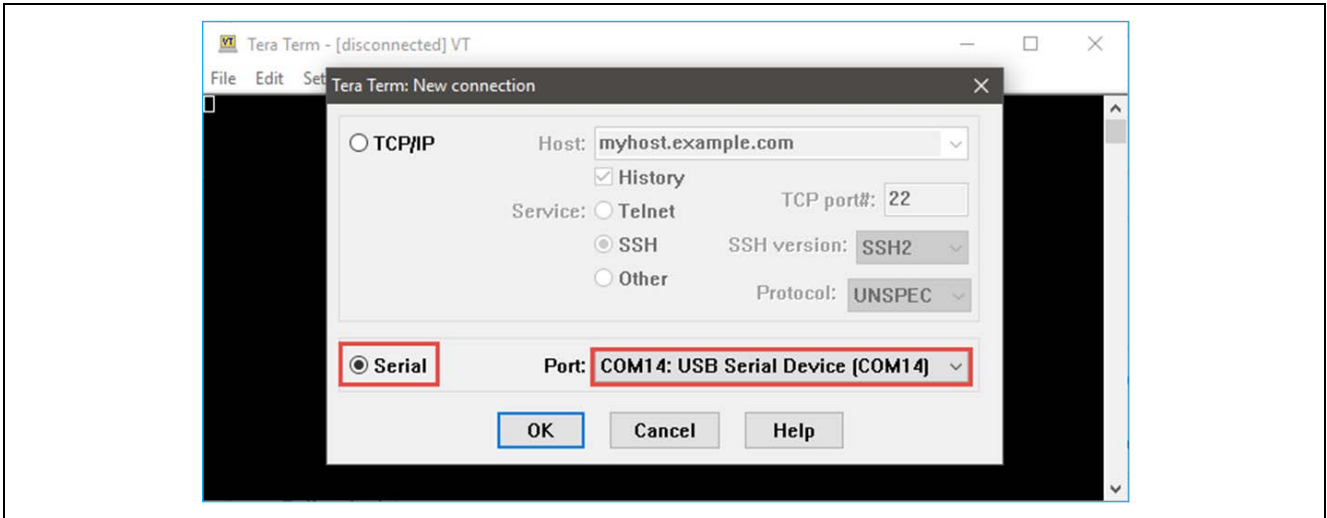 Tera Term - [disconnected] VT
File Edit Set
Tera Term: New connection
TCP/IP Host: myhost.example.com
History
Service: Telnet TCP port#: 22
SSH SSH version: SSH2
Other Protocol: UNSPEC
Serial Port: COM14: USB Serial Device (COM14)
OK Cancel Help